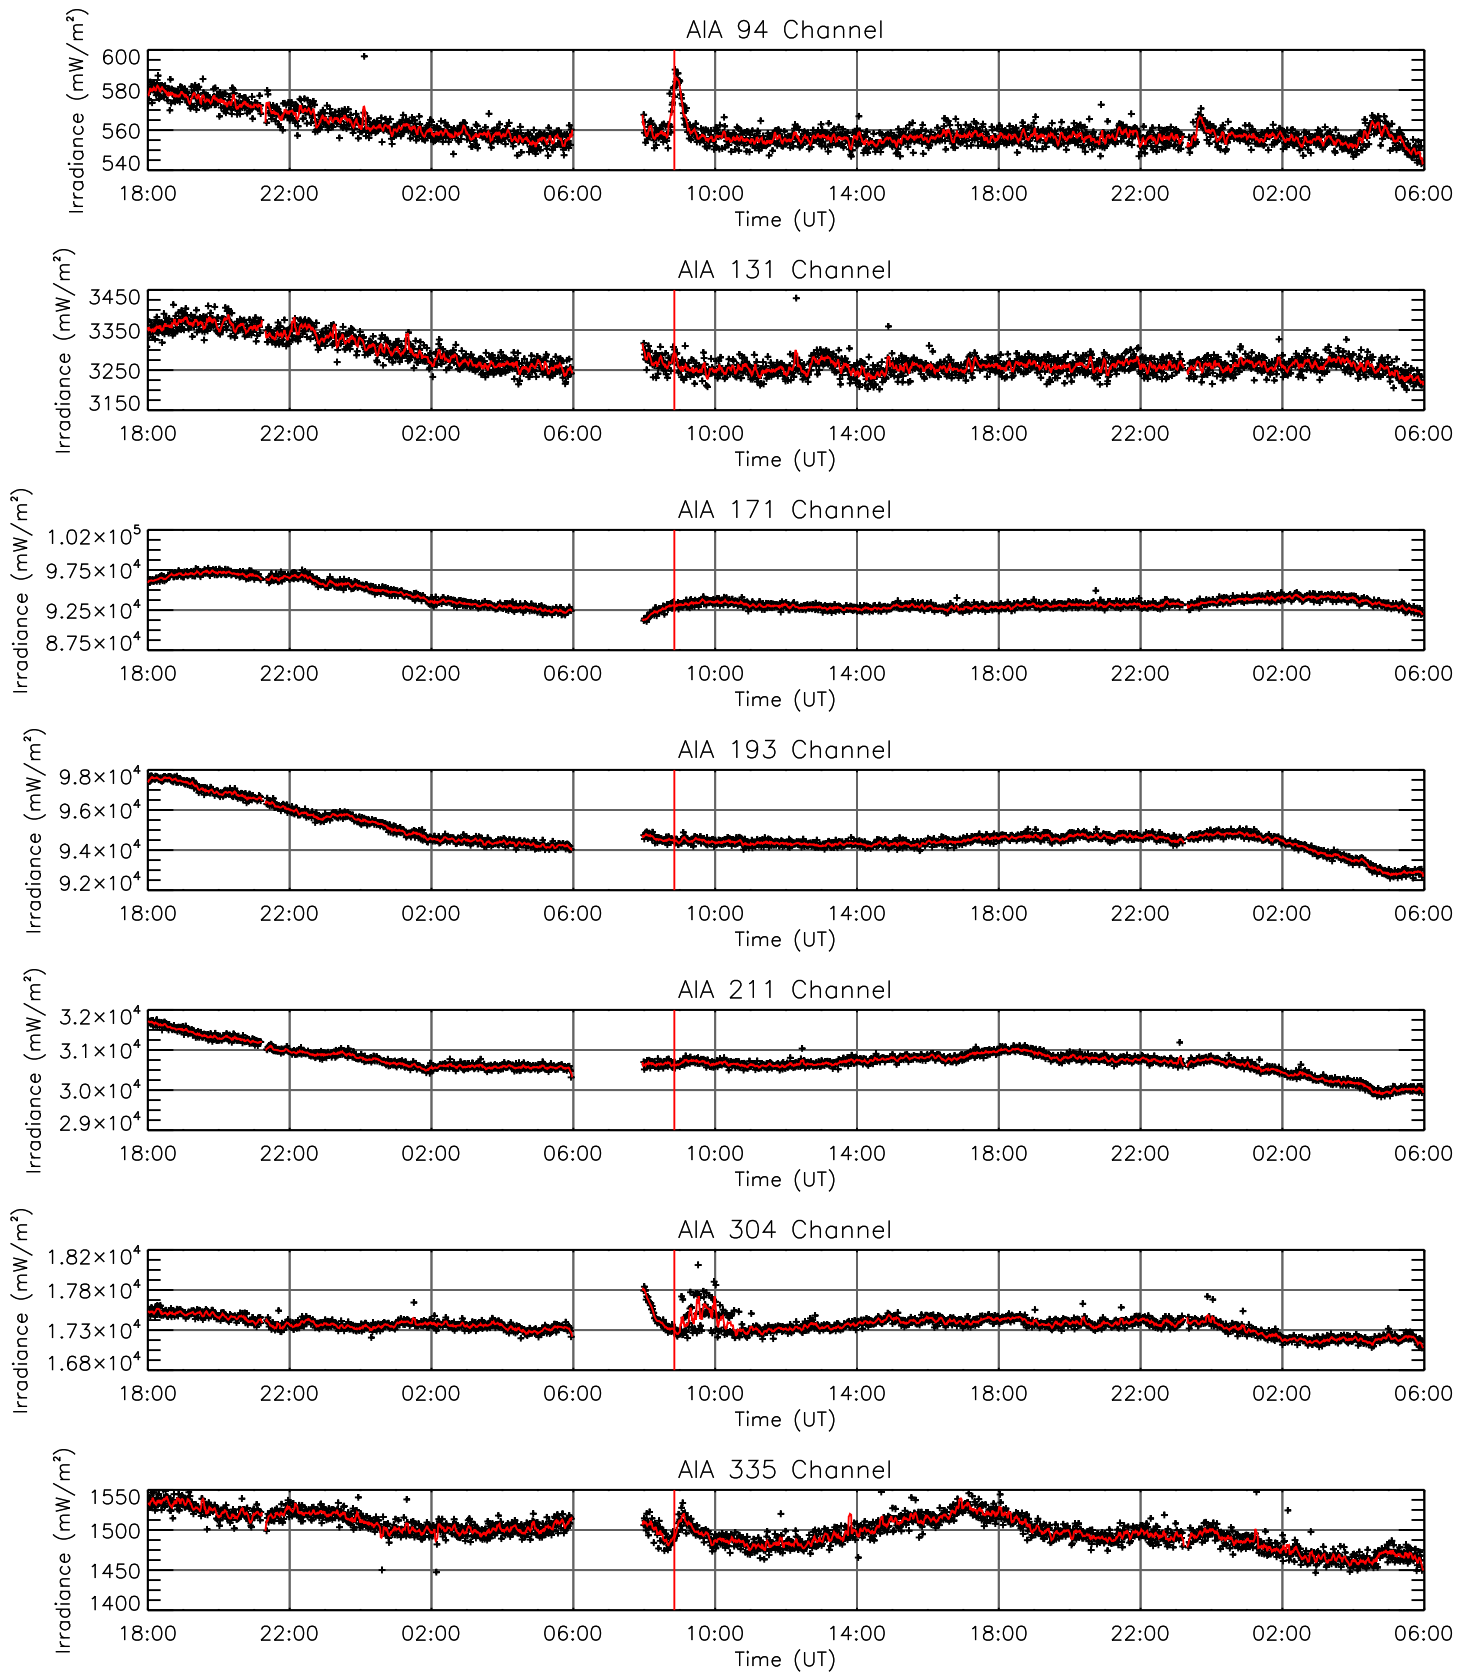 AIA 94 Channel
Irradiance (mW/m²)
600
580
560
540
18:00 22:00 02:00 06:00 10:00 14:00 18:00 22:00 02:00 06:00
Time (UT)
AIA 131 Channel
Irradiance (mW/m²)
3450
3350
3250
3150
18:00 22:00 02:00 06:00 10:00 14:00 18:00 22:00 02:00 06:00
Time (UT)
AIA 171 Channel
Irradiance (mW/m²)
1.02×10⁵
9.75×10⁴
9.25×10⁴
8.75×10⁴
18:00 22:00 02:00 06:00 10:00 14:00 18:00 22:00 02:00 06:00
Time (UT)
AIA 193 Channel
Irradiance (mW/m²)
9.8×10⁴
9.6×10⁴
9.4×10⁴
9.2×10⁴
18:00 22:00 02:00 06:00 10:00 14:00 18:00 22:00 02:00 06:00
Time (UT)
AIA 211 Channel
Irradiance (mW/m²)
3.2×10⁴
3.1×10⁴
3.0×10⁴
2.9×10⁴
18:00 22:00 02:00 06:00 10:00 14:00 18:00 22:00 02:00 06:00
Time (UT)
AIA 304 Channel
Irradiance (mW/m²)
1.82×10⁴
1.78×10⁴
1.73×10⁴
1.68×10⁴
18:00 22:00 02:00 06:00 10:00 14:00 18:00 22:00 02:00 06:00
Time (UT)
AIA 335 Channel
Irradiance (mW/m²)
1550
1500
1450
1400
18:00 22:00 02:00 06:00 10:00 14:00 18:00 22:00 02:00 06:00
Time (UT)